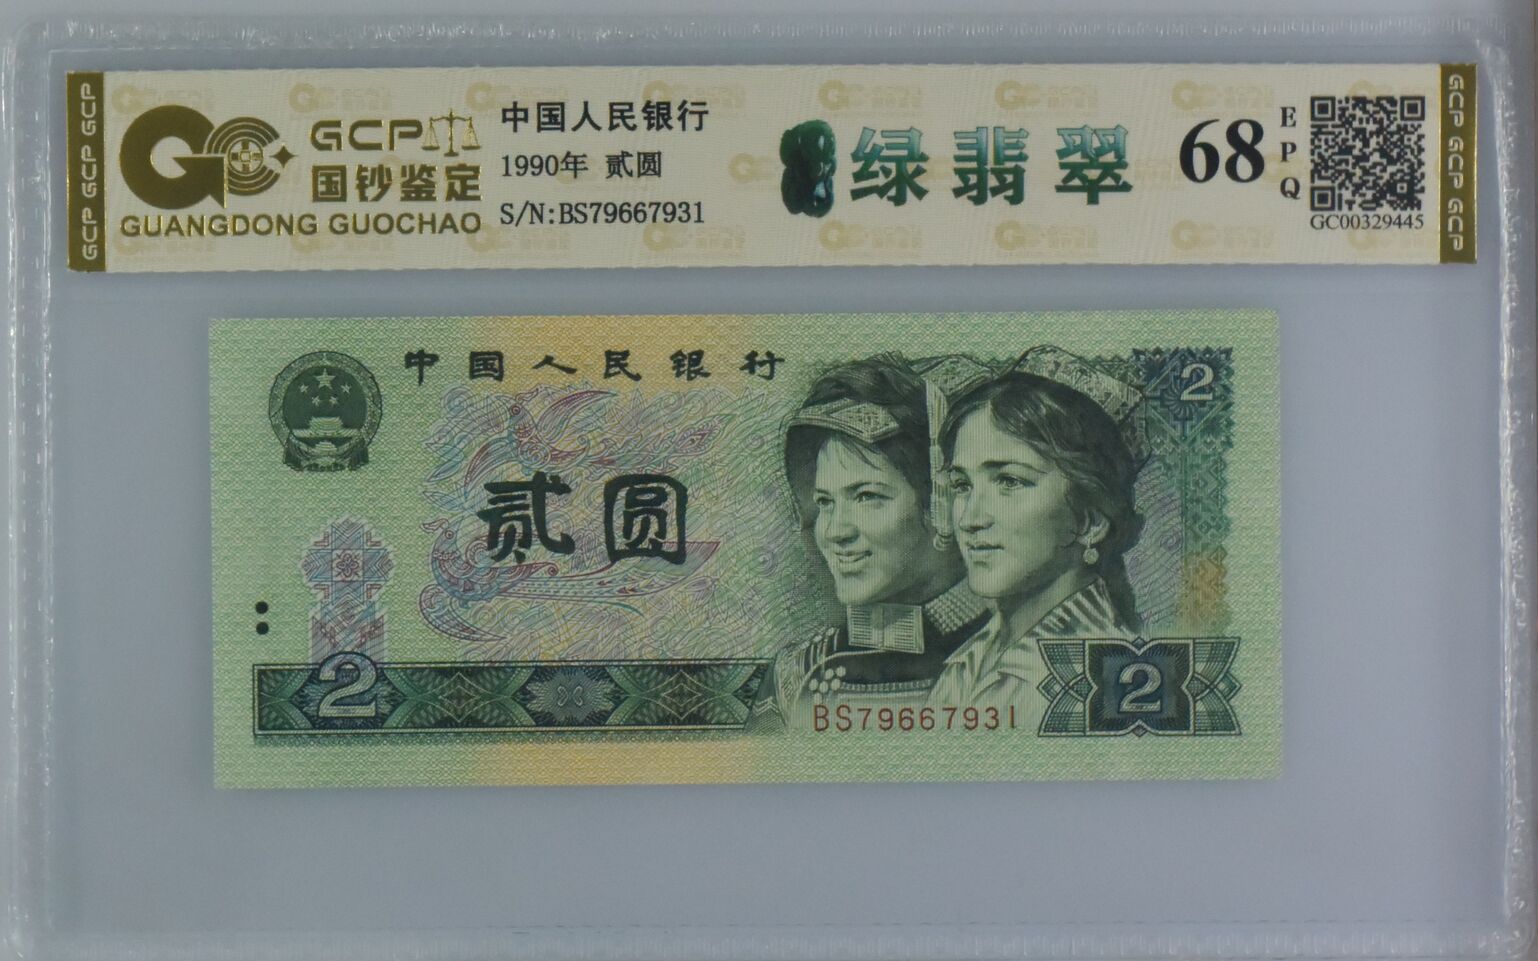 GCP GCP GCP
GCP
国钞鉴定
GUANGDONG GUOCHAO
中国人民银行
1990年 贰圆
S/N:BS79667931
绿翡翠
68
EPQ
GC00329445
GCP GCP GCP
中国人民银行
2
贰圆
2
BS79667931
2